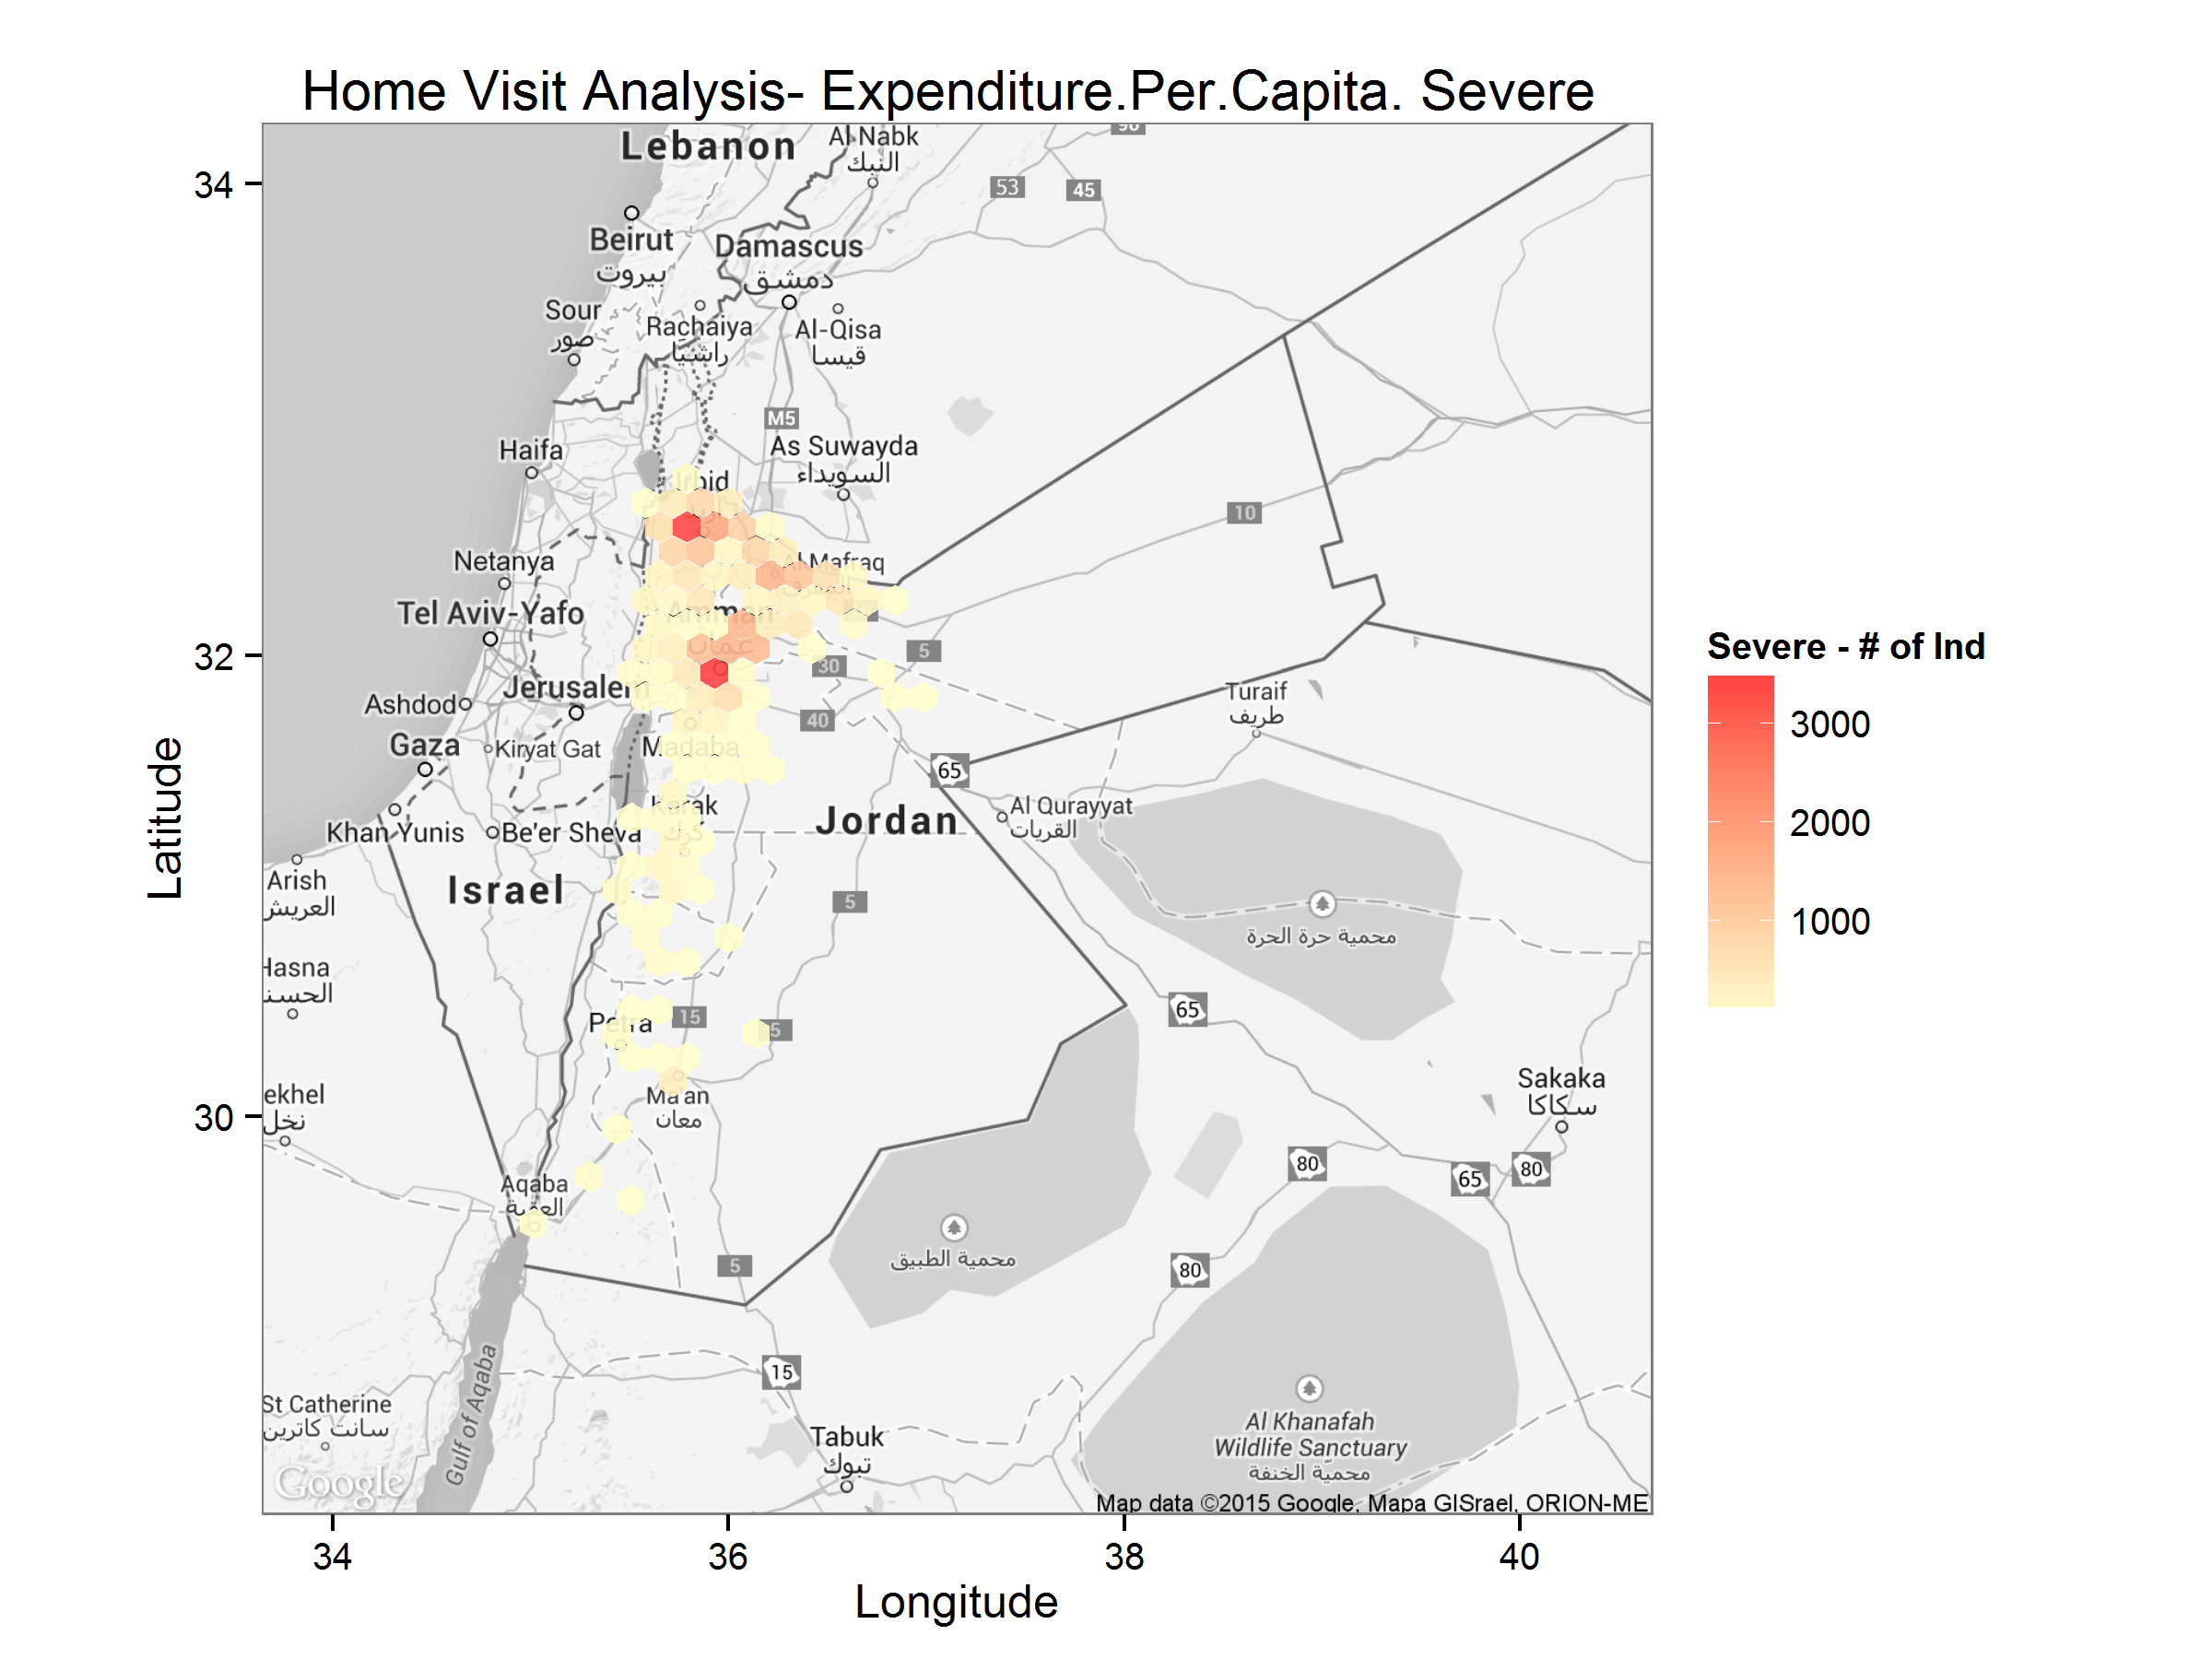 Home Visit Analysis- Expenditure.Per.Capita. Severe
Lebanon
Al Nabk
النبك
90
34
53
45
Beirut
بيروت
Damascus
دمشق
Sour
صور
Rachaiya
راشيا
Al-Qisa
قيسا
M5
Haifa
As Suwayda
السويداء
Irbid
10
Netanya
Al Mafraq
المفرق
Tel Aviv-Yafo
Amman
عمان
32
30
5
Jerusalem
Ashdod
40
Turaif
طريف
Gaza
Kiryat Gat
Madaba
65
Karak
كرك
Jordan
Al Qurayyat
القريات
Khan Yunis
Be'er Sheva
Arish
العريش
Israel
5
محمية حرة الحرة
Hasna
الحسنة
Petra
15
5
65
Ma'an
معان
Sakaka
سكاكا
30
ekhel
نخل
80
65
80
Aqaba
العقبة
محمية الطبيق
5
80
Gulf of Aqaba
15
St Catherine
سانت كاترين
Tabuk
تبوك
Al Khanafah
Wildlife Sanctuary
محمية الخنفة
Google
Map data ©2015 Google, Mapa GISrael, ORION-ME
34
36
38
40
Longitude
Latitude
Severe - # of Ind
3000
2000
1000